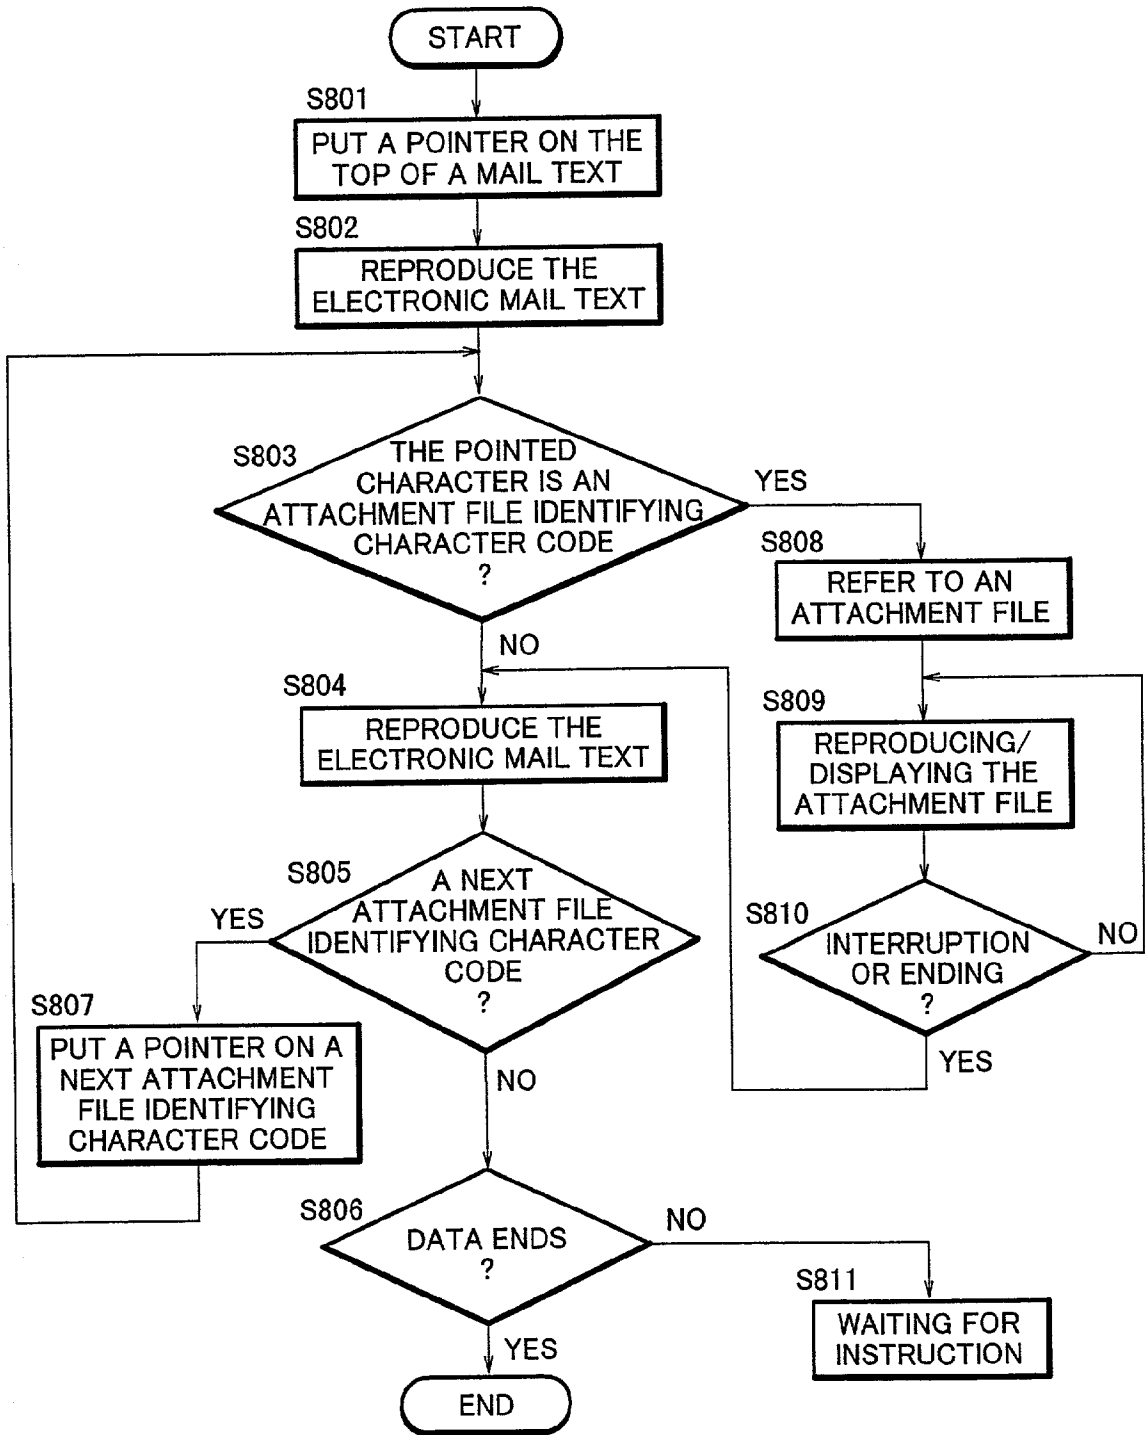 START
S801
PUT A POINTER ON THE
TOP OF A MAIL TEXT
S802
REPRODUCE THE
ELECTRONIC MAIL TEXT
S803
THE POINTED
CHARACTER IS AN
ATTACHMENT FILE IDENTIFYING
CHARACTER CODE
?
YES
NO
S808
REFER TO AN
ATTACHMENT FILE
S804
REPRODUCE THE
ELECTRONIC MAIL TEXT
S809
REPRODUCING/
DISPLAYING THE
ATTACHMENT FILE
S805
A NEXT
ATTACHMENT FILE
IDENTIFYING CHARACTER
CODE
?
YES
NO
S810
INTERRUPTION
OR ENDING
?
NO
YES
S807
PUT A POINTER ON A
NEXT ATTACHMENT
FILE IDENTIFYING
CHARACTER CODE
S806
DATA ENDS
?
NO
YES
S811
WAITING FOR
INSTRUCTION
END